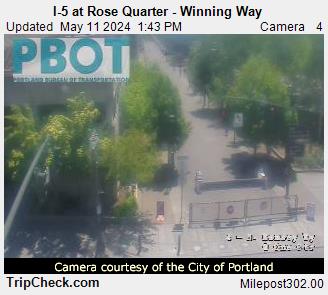 I-5 at Rose Quarter - Winning Way
Updated May 11 2024 1:43 PM Camera 4
PBOT
PORTLAND BUREAU OF TRANSPORTATION
Camera courtesy of the City of Portland
TripCheck.com Milepost302.00